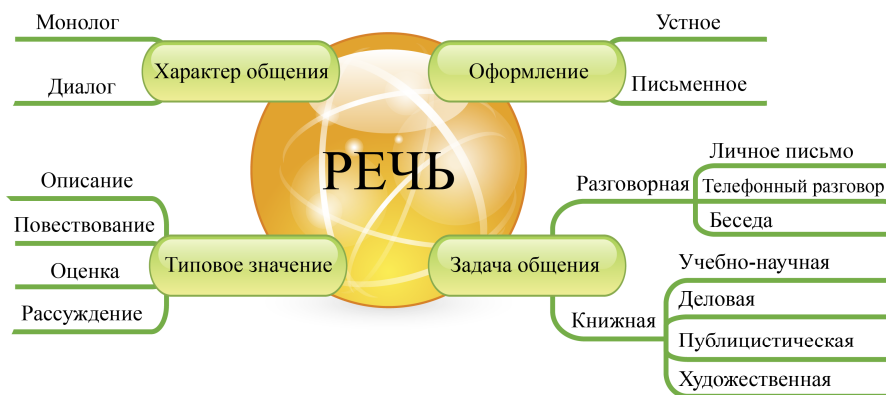 РЕЧЬ
Характер общения
Монолог
Диалог
Оформление
Устное
Письменное
Типовое значение
Описание
Повествование
Оценка
Рассуждение
Задача общения
Разговорная
Личное письмо
Телефонный разговор
Беседа
Книжная
Учебно-научная
Деловая
Публицистическая
Художественная